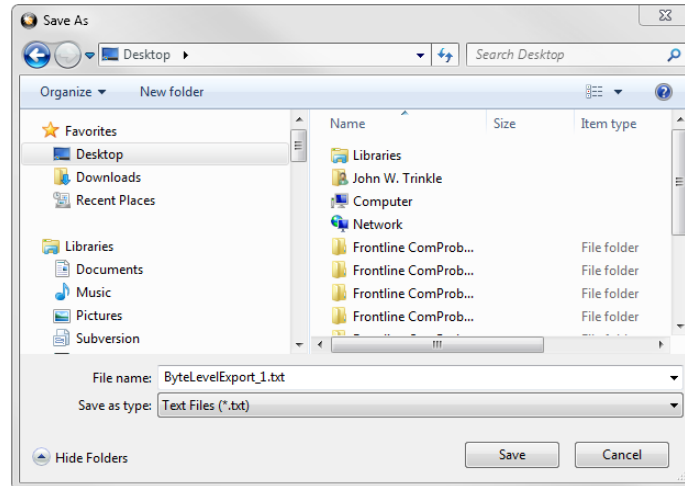 Save As
Desktop
Search Desktop
Organize
New folder
Favorites
Desktop
Downloads
Recent Places
Libraries
Documents
Music
Pictures
Subversion
Name Size Item type
Libraries
John W. Trinkle
Computer
Network
Frontline ComProb... File folder
Frontline ComProb... File folder
Frontline ComProb... File folder
Frontline ComProb... File folder
File name: ByteLevelExport_1.txt
Save as type: Text Files (*.txt)
Hide Folders
Save
Cancel